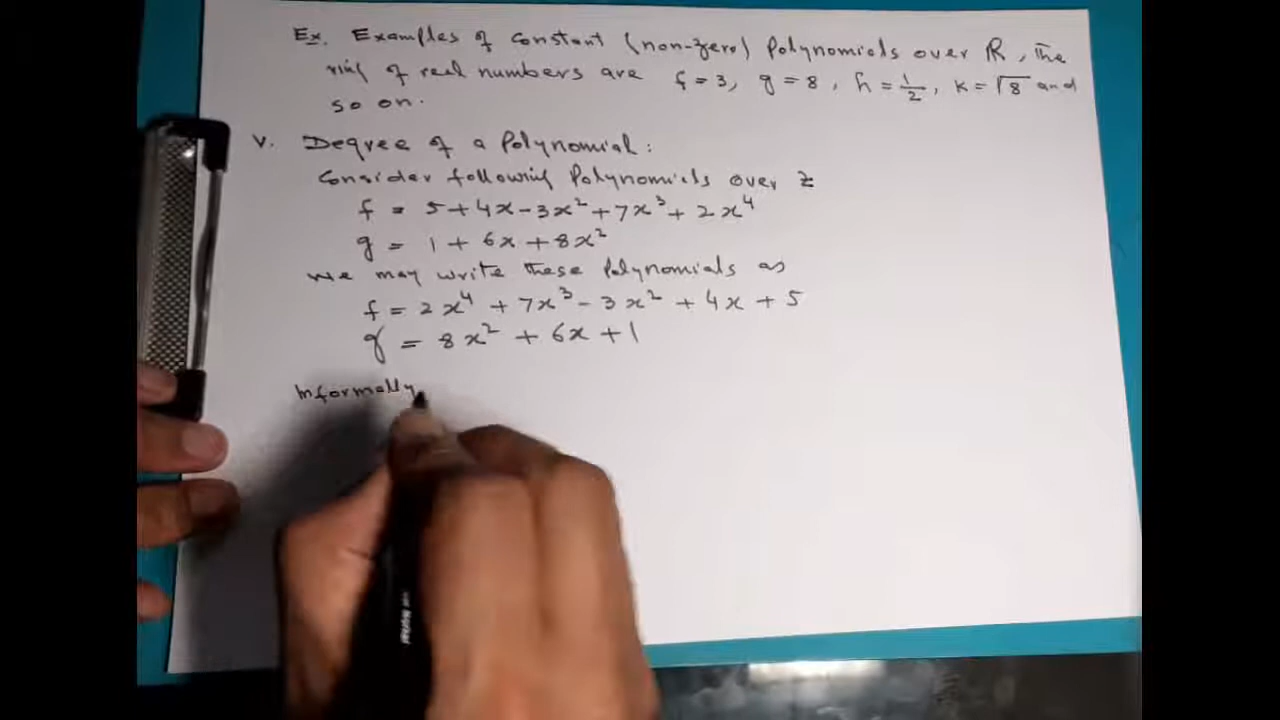 Ex. Examples of constant (non-zero) Polynomials over R, the
ring of real numbers are f = 3, g = 8, h = 1/2, k = √8 and
so on.
V. Degree of a Polynomial:
Consider following Polynomials over Z
f = 5 + 4x - 3x² + 7x³ + 2x⁴
g = 1 + 6x + 8x²
We may write these Polynomials as
f = 2x⁴ + 7x³ - 3x² + 4x + 5
g = 8x² + 6x + 1
Informally